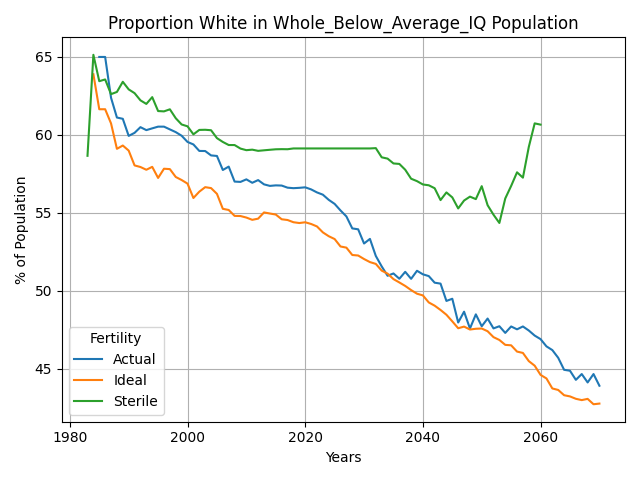 Proportion White in Whole_Below_Average_IQ Population
% of Population
65
60
55
50
45
Fertility
Actual
Ideal
Sterile
1980
2000
2020
2040
2060
Years